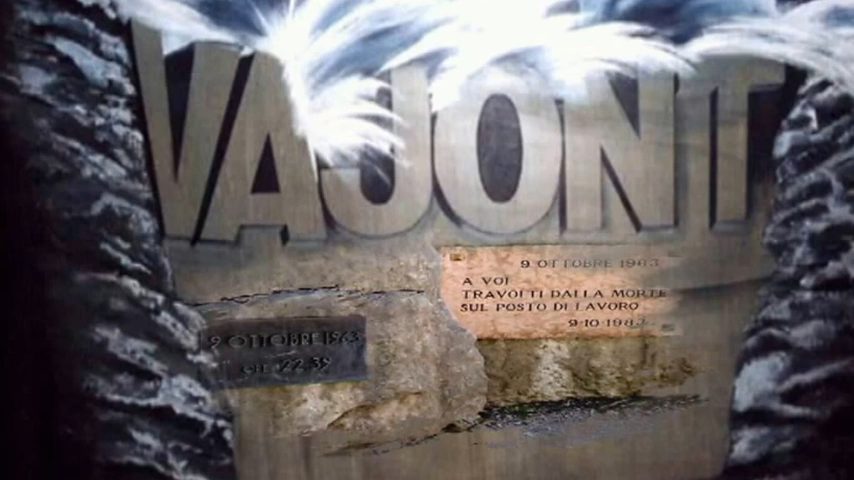 VAJONT
9 OTTOBRE 1963
A VOI
TRAVOLTI DALLA MORTE
SUL POSTO DI LAVORO
9-10-1983
9 OTTOBRE 1963
ORE 22.39